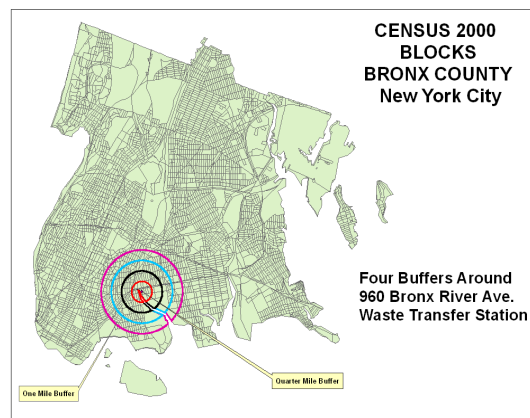 CENSUS 2000
BLOCKS
BRONX COUNTY
New York City
Four Buffers Around
960 Bronx River Ave.
Waste Transfer Station
Quarter Mile Buffer
One Mile Buffer